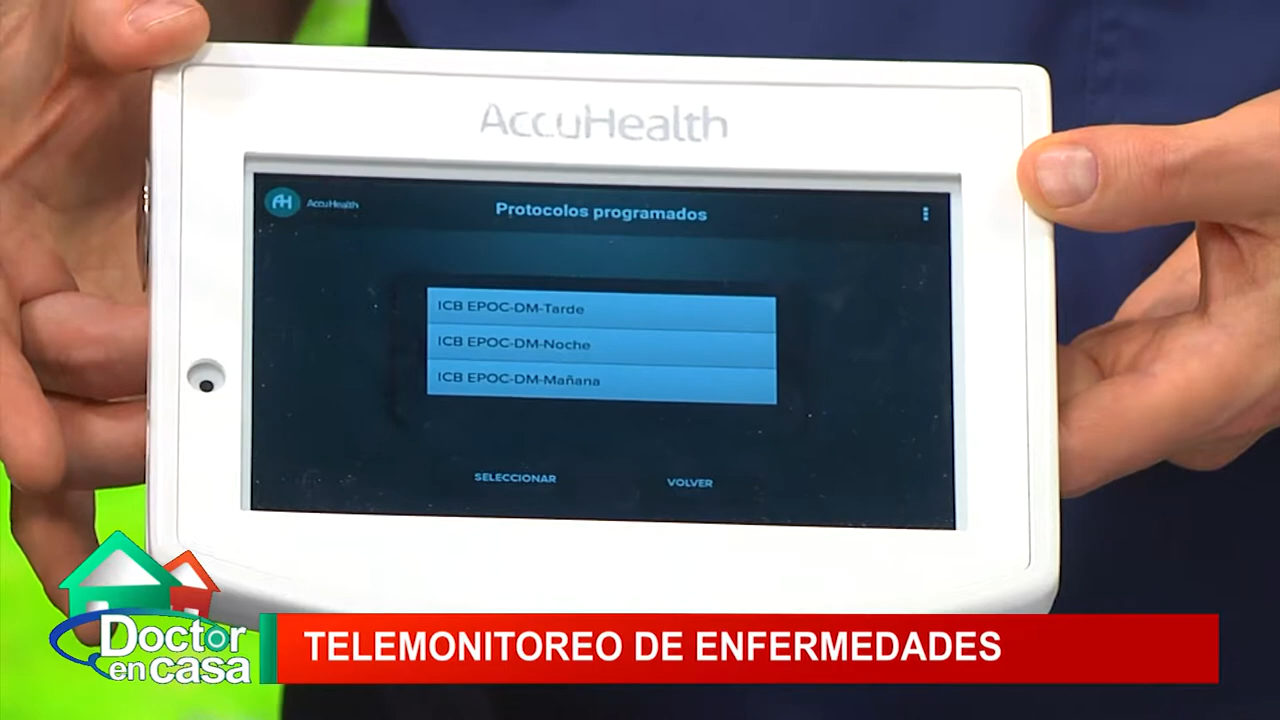 AccuHealth
AH AccuHealth
Protocolos programados
ICB EPOC-DM-Tarde
ICB EPOC-DM-Noche
ICB EPOC-DM-Mañana
SELECCIONAR VOLVER
Doctor
en casa
TELEMONITOREO DE ENFERMEDADES